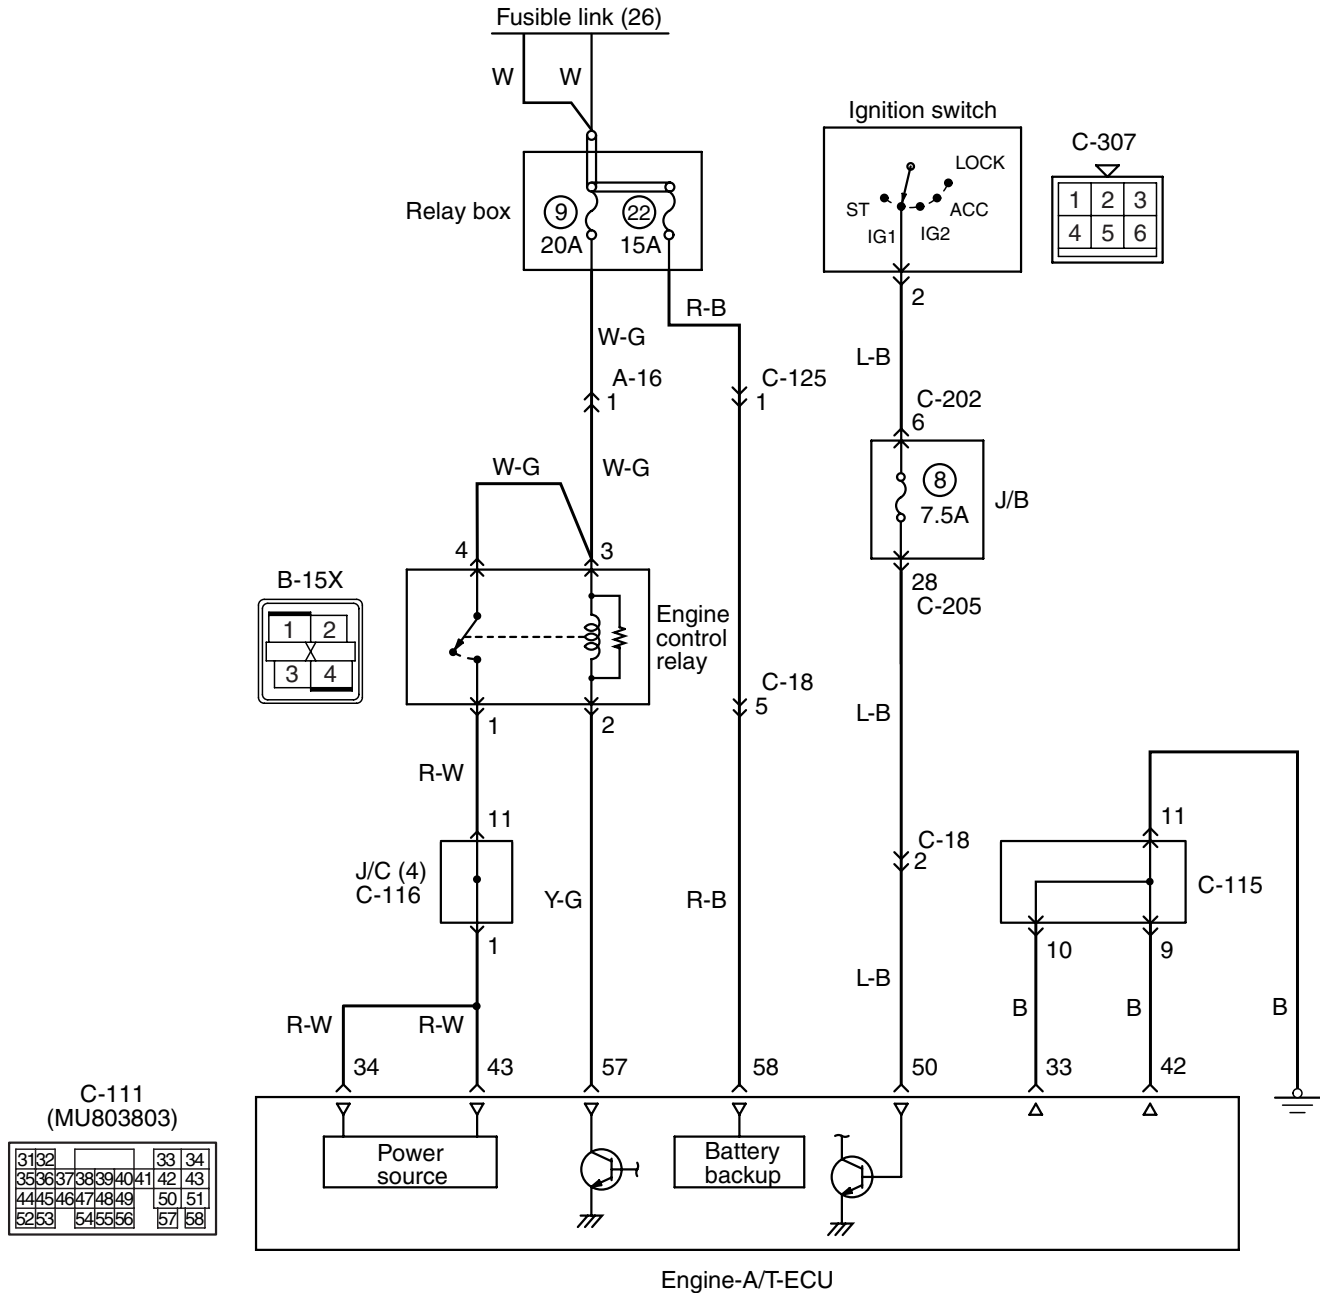 Fusible link (26)
W
W
Relay box
9
20A
22
15A
R-B
W-G
A-16
1
C-125
1
W-G
W-G
4
3
B-15X
1 2
X
3 4
Engine
control
relay
1
2
C-18
5
R-W
11
J/C (4)
C-116
1
Y-G
R-B
R-W
R-W
Ignition switch
LOCK
ST
ACC
IG1
IG2
C-307
1 2 3
4 5 6
2
L-B
C-202
6
8
7.5A
J/B
28
C-205
L-B
C-18
2
L-B
11
C-115
10
9
B
B
B
34
43
57
58
50
33
42
C-111
(MU803803)
31 32 33 34
35 36 37 38 39 40 41 42 43
44 45 46 47 48 49 50 51
52 53 54 55 56 57 58
Power
source
Battery
backup
Engine-A/T-ECU